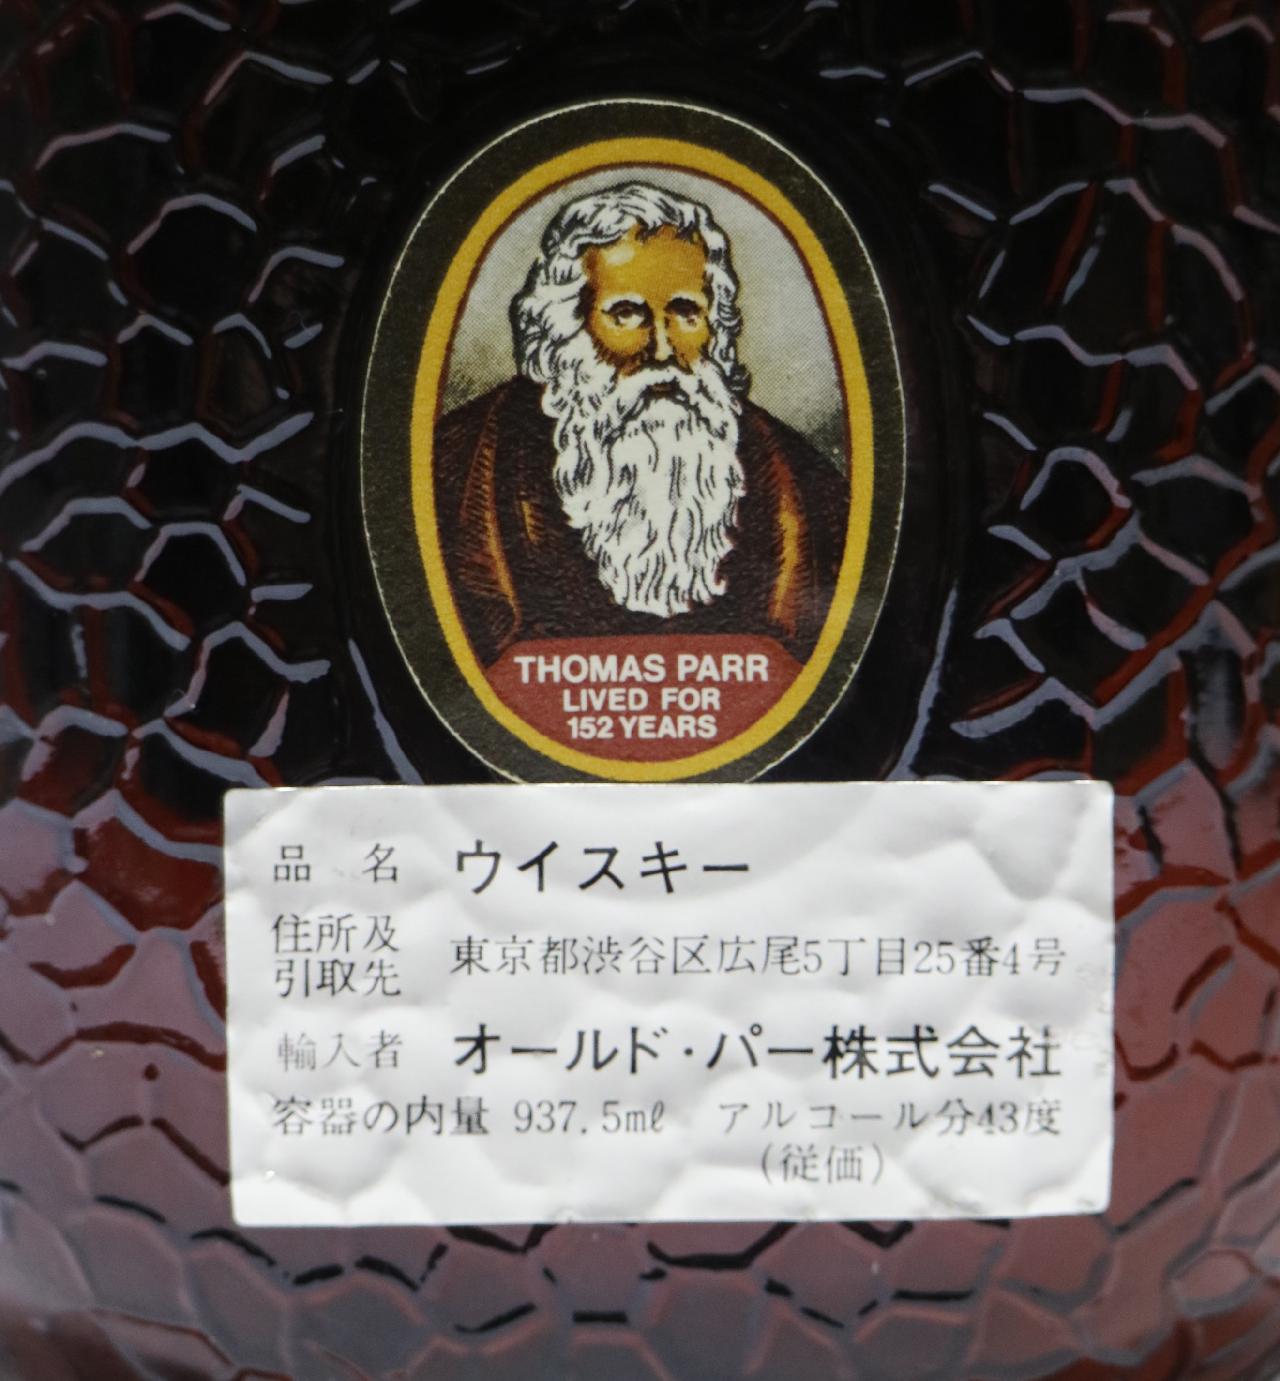 THOMAS PARR
LIVED FOR
152 YEARS
品 名 ウイスキー
住所及
引取先 東京都渋谷区広尾5丁目25番4号
輸入者 オールド・パー株式会社
容器の内量 937.5mℓ アルコール分43度
(従価)